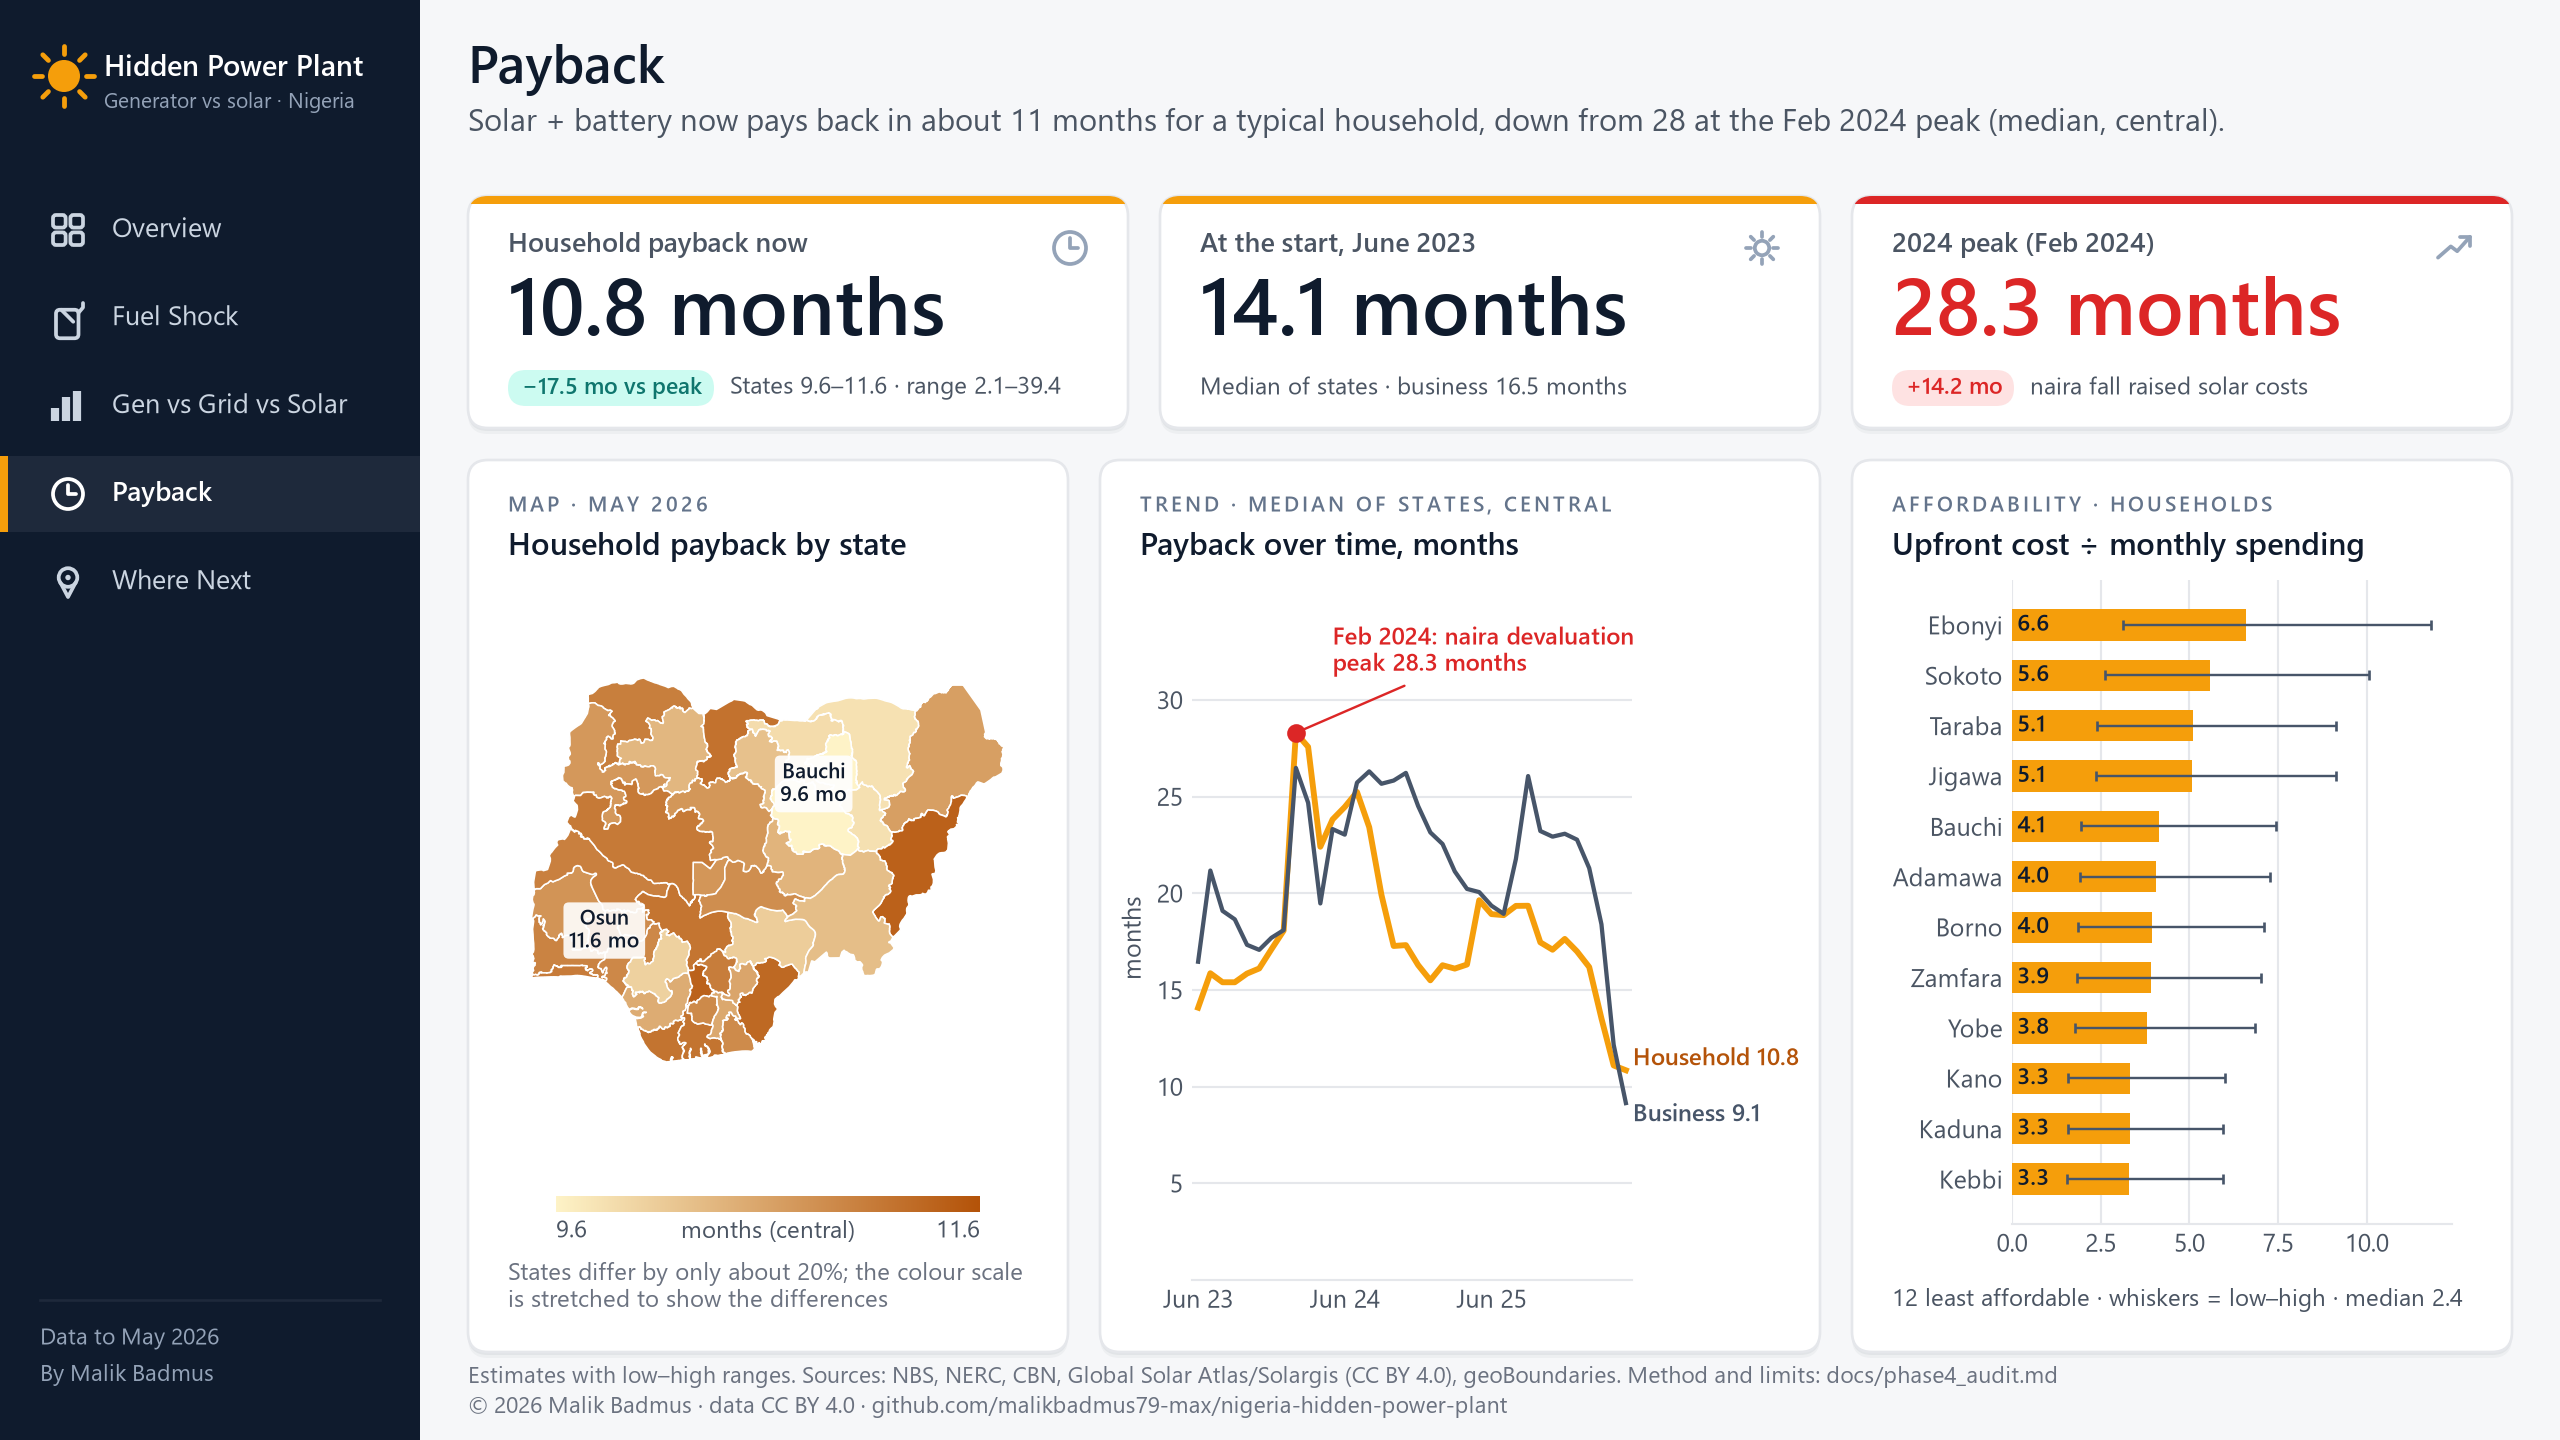 Hidden Power Plant
Generator vs solar · Nigeria
Overview
Fuel Shock
Gen vs Grid vs Solar
Payback
Where Next
Data to May 2026
By Malik Badmus
Payback
Solar + battery now pays back in about 11 months for a typical household, down from 28 at the Feb 2024 peak (median, central).
Household payback now
10.8 months
−17.5 mo vs peak States 9.6–11.6 · range 2.1–39.4
At the start, June 2023
14.1 months
Median of states · business 16.5 months
2024 peak (Feb 2024)
28.3 months
+14.2 mo naira fall raised solar costs
MAP · MAY 2026
Household payback by state
Bauchi
9.6 mo
Osun
11.6 mo
9.6 months (central) 11.6
States differ by only about 20%; the colour scale
is stretched to show the differences
TREND · MEDIAN OF STATES, CENTRAL
Payback over time, months
Feb 2024: naira devaluation
peak 28.3 months
30
25
20
15
10
5
months
Household 10.8
Business 9.1
Jun 23 Jun 24 Jun 25
AFFORDABILITY · HOUSEHOLDS
Upfront cost ÷ monthly spending
Ebonyi 6.6
Sokoto 5.6
Taraba 5.1
Jigawa 5.1
Bauchi 4.1
Adamawa 4.0
Borno 4.0
Zamfara 3.9
Yobe 3.8
Kano 3.3
Kaduna 3.3
Kebbi 3.3
0.0 2.5 5.0 7.5 10.0
12 least affordable · whiskers = low–high · median 2.4
Estimates with low–high ranges. Sources: NBS, NERC, CBN, Global Solar Atlas/Solargis (CC BY 4.0), geoBoundaries. Method and limits: docs/phase4_audit.md
© 2026 Malik Badmus · data CC BY 4.0 · github.com/malikbadmus79-max/nigeria-hidden-power-plant